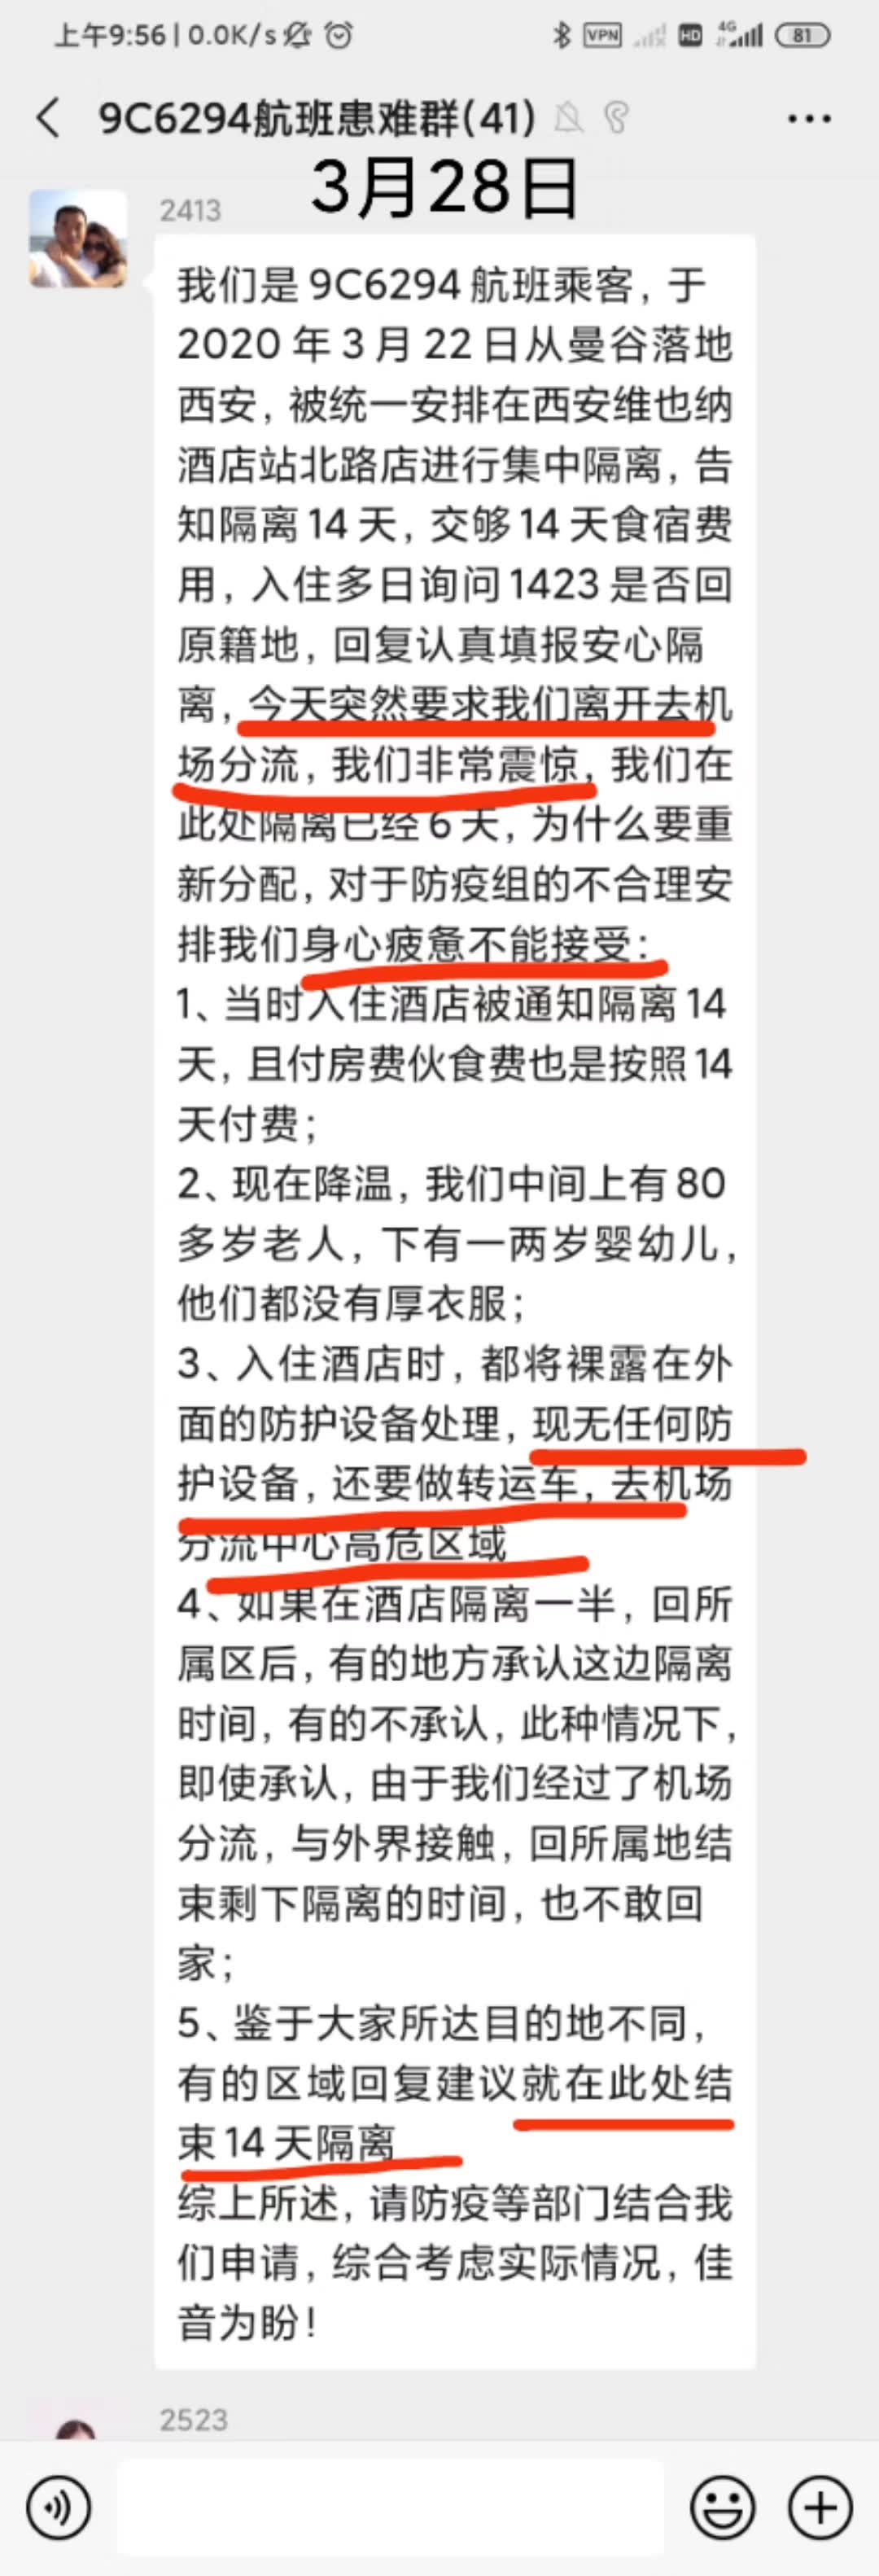 上午9:56 | 0.0K/s
VPN
HD
4G
81
9C6294航班患难群(41)
3月28日
2413
我们是9C6294航班乘客，于
2020年3月22日从曼谷落地
西安，被统一安排在西安维也纳
酒店站北路店进行集中隔离，告
知隔离14天，交够14天食宿费
用，入住多日询问1423是否回
原籍地，回复认真填报安心隔
离，今天突然要求我们离开去机
场分流，我们非常震惊，我们在
此处隔离已经6天，为什么要重
新分配，对于防疫组的不合理安
排我们身心疲惫不能接受：
1、当时入住酒店被通知隔离14
天，且付房费伙食费也是按照14
天付费；
2、现在降温，我们中间上有80
多岁老人，下有一两岁婴幼儿，
他们都没有厚衣服；
3、入住酒店时，都将裸露在外
面的防护设备处理，现无任何防
护设备，还要做转运车，去机场
分流中心高危区域
4、如果在酒店隔离一半，回所
属区后，有的地方承认这边隔离
时间，有的不承认，此种情况下，
即使承认，由于我们经过了机场
分流，与外界接触，回所属地结
束剩下隔离的时间，也不敢回
家；
5、鉴于大家所达目的地不同，
有的区域回复建议就在此处结
束14天隔离
综上所述，请防疫等部门结合我
们申请，综合考虑实际情况，佳
音为盼！
2523